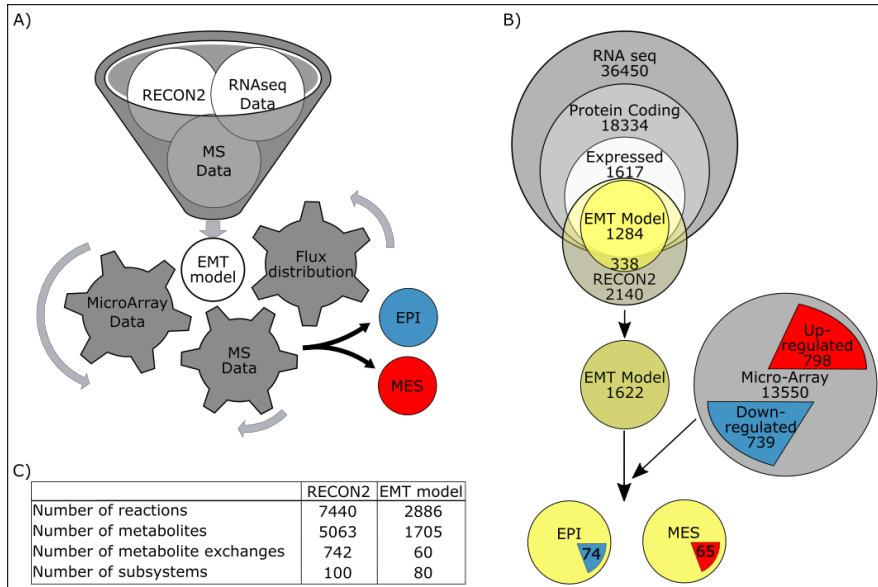 A)
RECON2
RNAseq
Data
MS
Data
EMT
model
Flux
distribution
MicroArray
Data
MS
Data
EPI
MES
B)
RNA seq
36450
Protein Coding
18334
Expressed
1617
EMT Model
1284
338
RECON2
2140
EMT Model
1622
Up-
regulated
798
Micro-Array
13550
Down-
regulated
739
EPI
74
MES
65
C)
RECON2 EMT model
Number of reactions 7440 2886
Number of metabolites 5063 1705
Number of metabolite exchanges 742 60
Number of subsystems 100 80